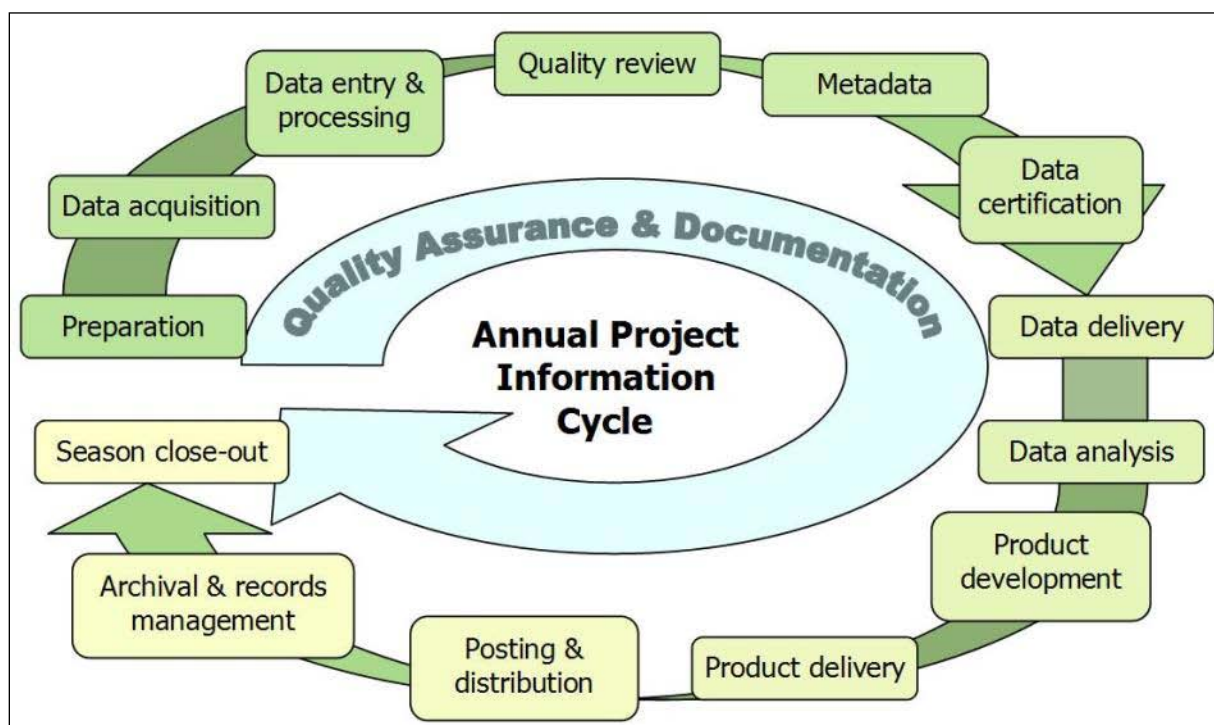 Quality review
Data entry &
processing
Metadata
Data
certification
Data acquisition
Quality Assurance & Documentation
Preparation
Annual Project
Information
Cycle
Data delivery
Season close-out
Data analysis
Product
development
Archival & records
management
Posting &
distribution
Product delivery